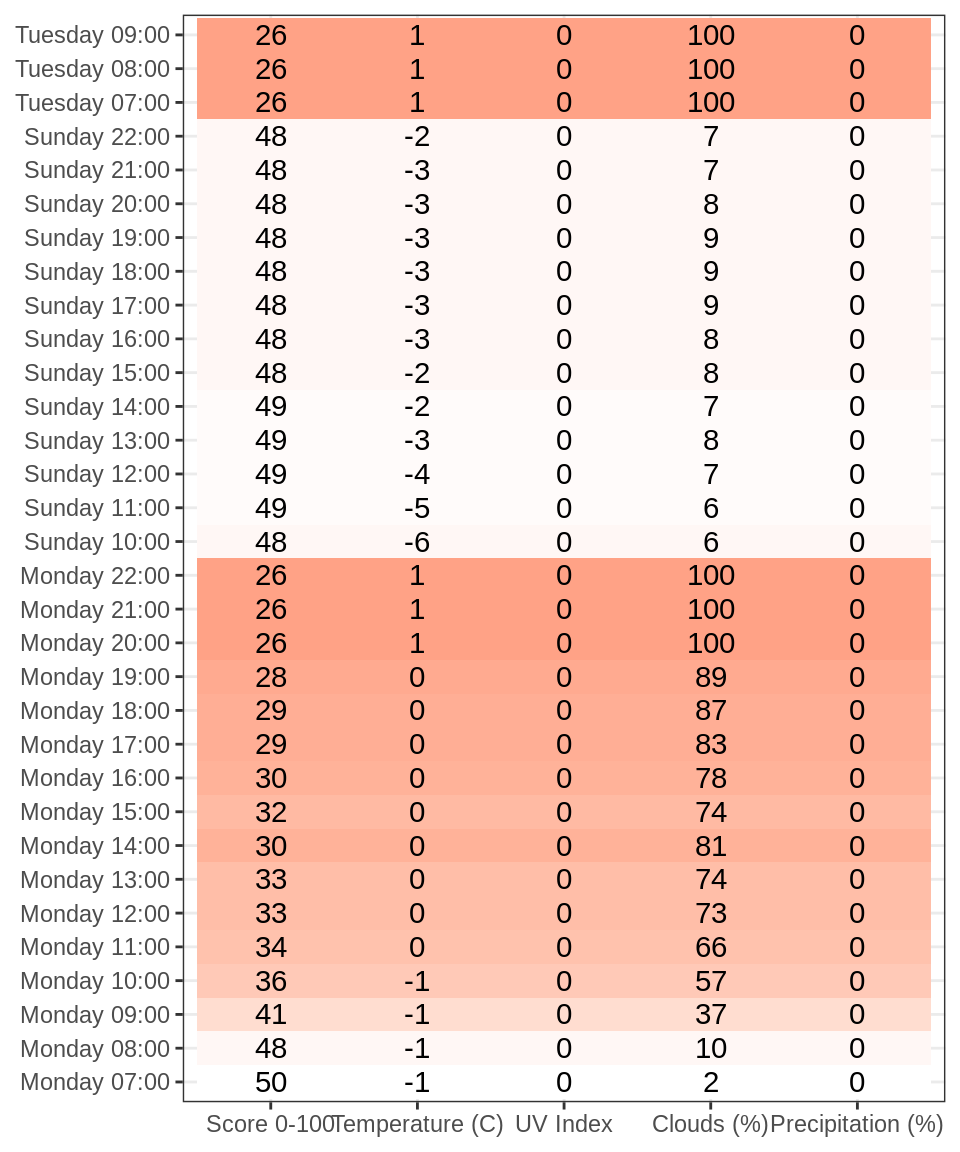 Tuesday 09:00 26 1 0 100 0
Tuesday 08:00 26 1 0 100 0
Tuesday 07:00 26 1 0 100 0
Sunday 22:00 48 -2 0 7 0
Sunday 21:00 48 -3 0 7 0
Sunday 20:00 48 -3 0 8 0
Sunday 19:00 48 -3 0 9 0
Sunday 18:00 48 -3 0 9 0
Sunday 17:00 48 -3 0 9 0
Sunday 16:00 48 -3 0 8 0
Sunday 15:00 48 -2 0 8 0
Sunday 14:00 49 -2 0 7 0
Sunday 13:00 49 -3 0 8 0
Sunday 12:00 49 -4 0 7 0
Sunday 11:00 49 -5 0 6 0
Sunday 10:00 48 -6 0 6 0
Monday 22:00 26 1 0 100 0
Monday 21:00 26 1 0 100 0
Monday 20:00 26 1 0 100 0
Monday 19:00 28 0 0 89 0
Monday 18:00 29 0 0 87 0
Monday 17:00 29 0 0 83 0
Monday 16:00 30 0 0 78 0
Monday 15:00 32 0 0 74 0
Monday 14:00 30 0 0 81 0
Monday 13:00 33 0 0 74 0
Monday 12:00 33 0 0 73 0
Monday 11:00 34 0 0 66 0
Monday 10:00 36 -1 0 57 0
Monday 09:00 41 -1 0 37 0
Monday 08:00 48 -1 0 10 0
Monday 07:00 50 -1 0 2 0
Score 0-100 Temperature (C) UV Index Clouds (%) Precipitation (%)